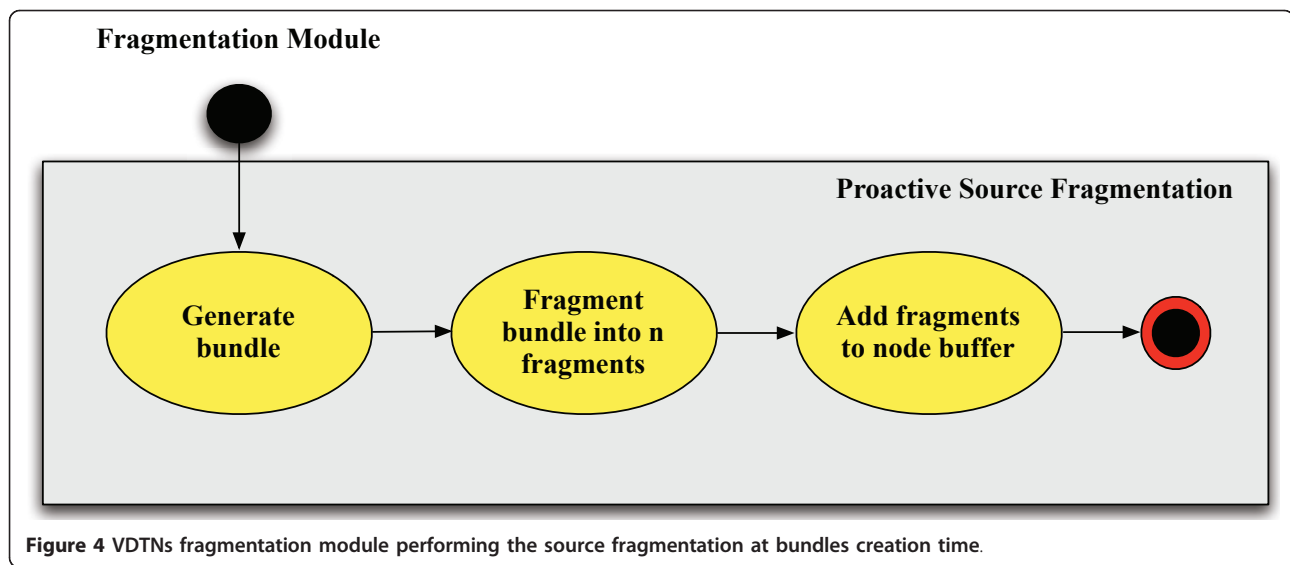 Fragmentation Module
Proactive Source Fragmentation
Generate
bundle
Fragment
bundle into n
fragments
Add fragments
to node buffer
Figure 4 VDTNs fragmentation module performing the source fragmentation at bundles creation time.